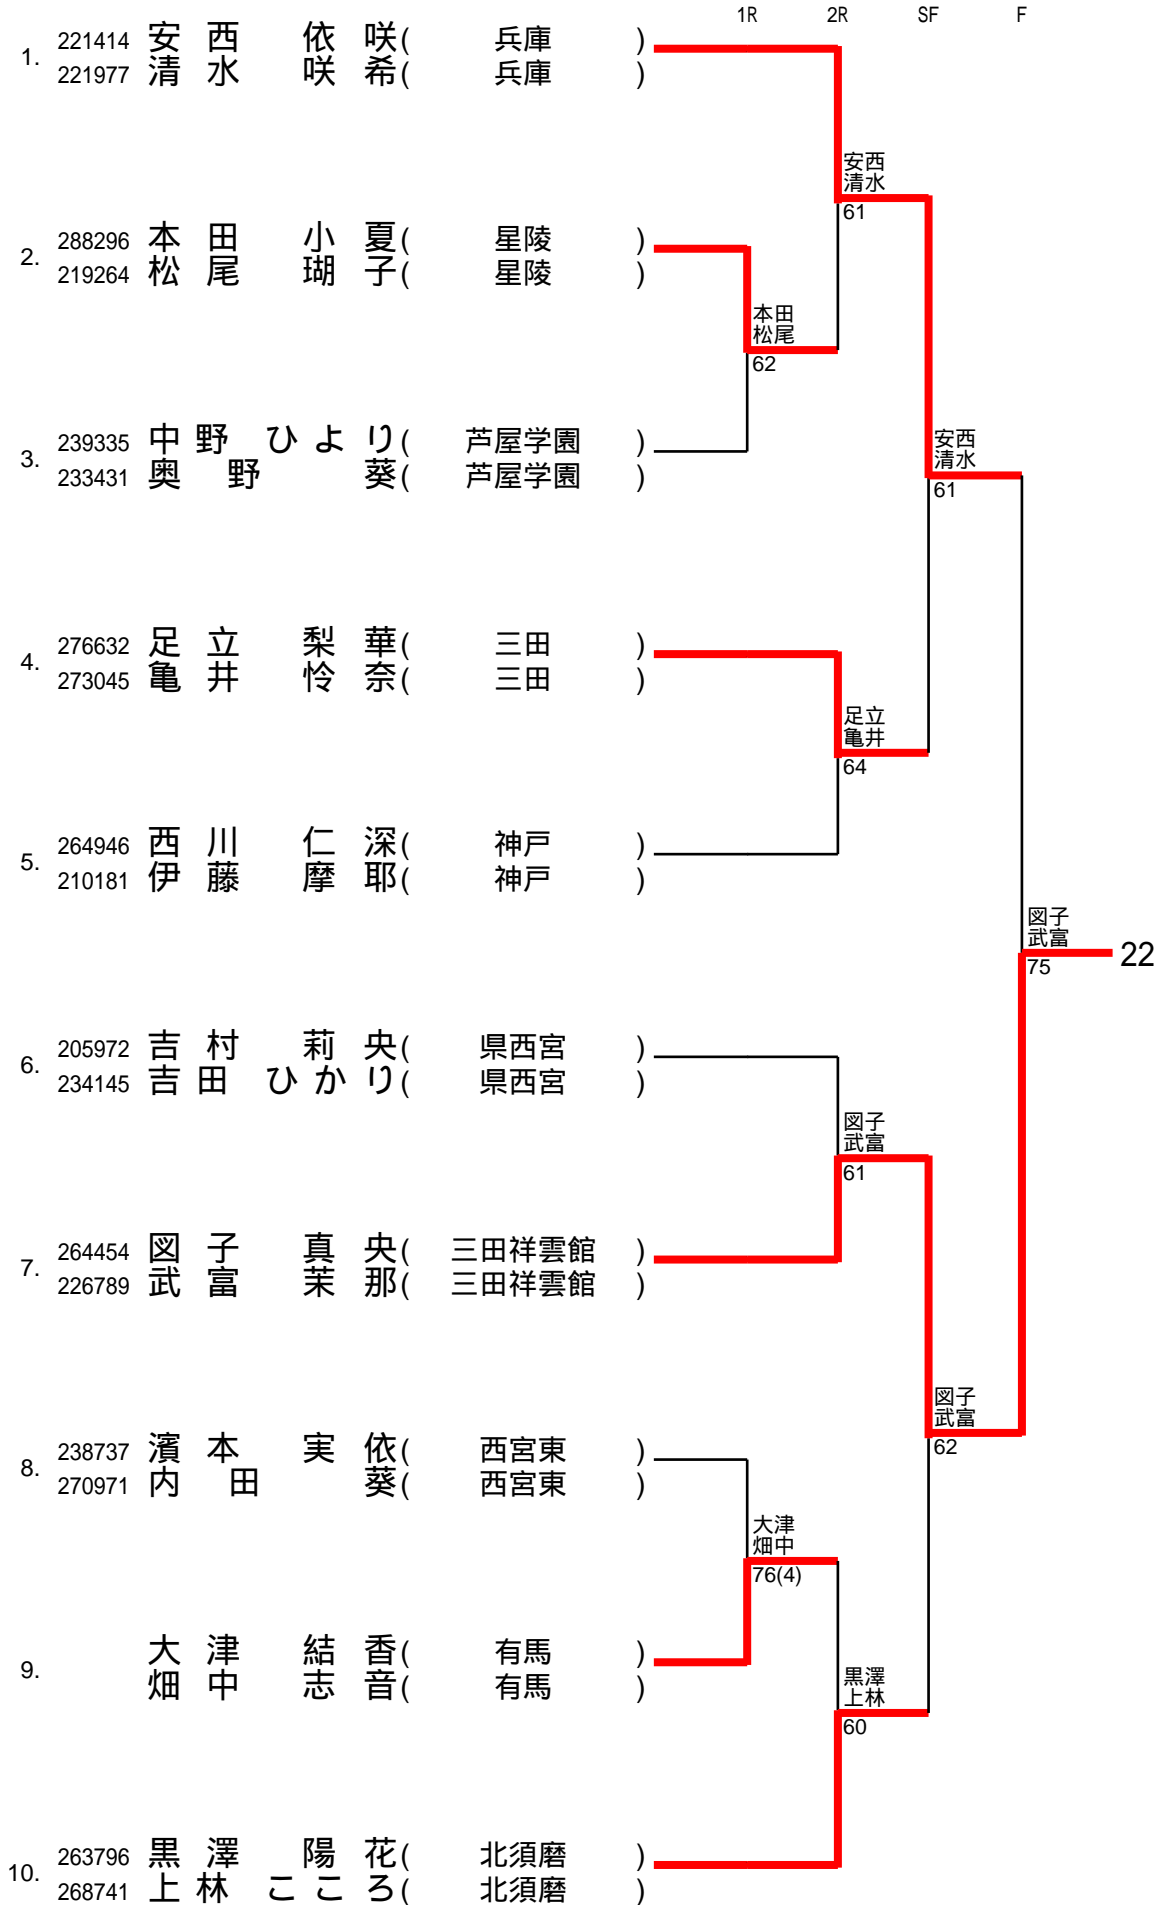 1R 2R SF F
1. 221414 安西 依咲( 兵庫 )
221977 清水 咲希( 兵庫 )
安西
清水
61
2. 288296 本田 小夏( 星陵 )
219264 松尾 瑚子( 星陵 )
本田
松尾
62
3. 239335 中野 ひより( 芦屋学園 )
233431 奥野 葵( 芦屋学園 )
安西
清水
61
4. 276632 足立 梨華( 三田 )
273045 亀井 怜奈( 三田 )
足立
亀井
64
5. 264946 西川 仁深( 神戸 )
210181 伊藤 摩耶( 神戸 )
図子
武富
75
22
6. 205972 吉村 莉央( 県西宮 )
234145 吉田 ひかり( 県西宮 )
図子
武富
61
7. 264454 図子 真央( 三田祥雲館 )
226789 武富 茉那( 三田祥雲館 )
図子
武富
62
8. 238737 濱本 実依( 西宮東 )
270971 内田 葵( 西宮東 )
大津
畑中
76(4)
9. 大津 結香( 有馬 )
畑中 志音( 有馬 )
黒澤
上林
60
10. 263796 黒澤 陽花( 北須磨 )
268741 上林 こころ( 北須磨 )